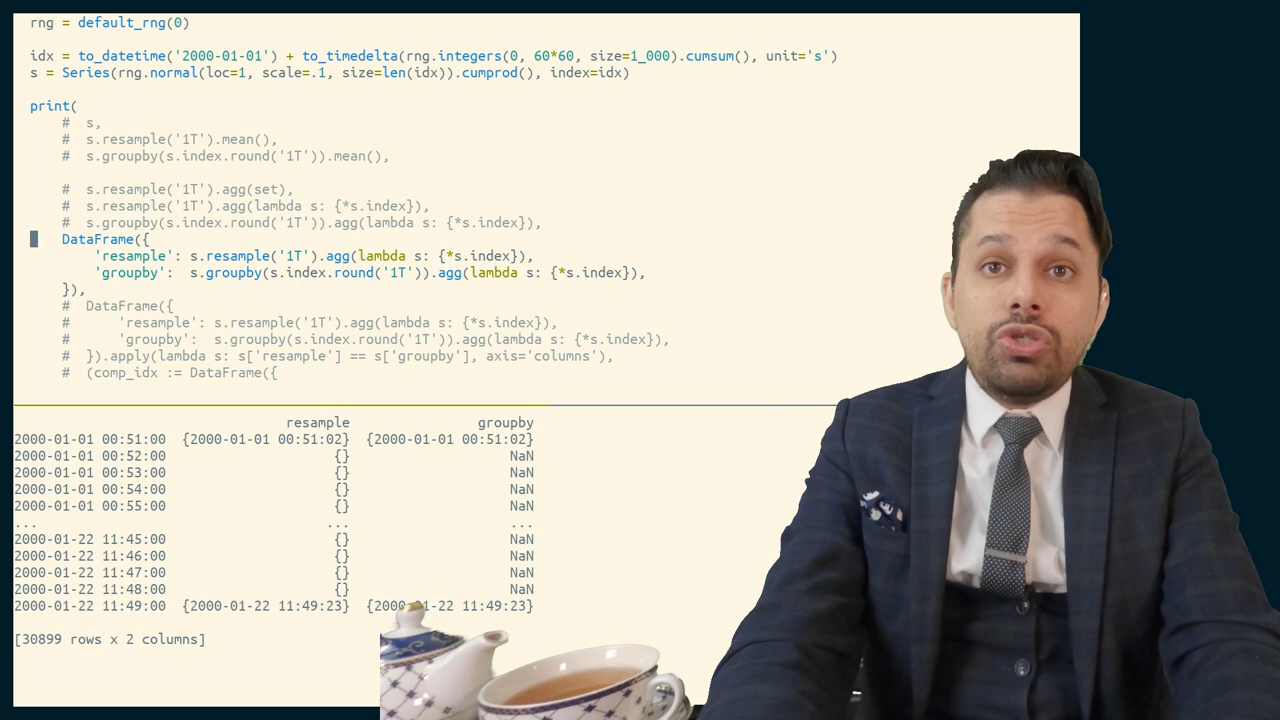 rng = default_rng(0)
idx = to_datetime('2000-01-01') + to_timedelta(rng.integers(0, 60*60, size=1_000).cumsum(), unit='s')
s = Series(rng.normal(loc=1, scale=.1, size=len(idx)).cumprod(), index=idx)
print(
    #  s,
    #  s.resample('1T').mean(),
    #  s.groupby(s.index.round('1T')).mean(),
    #  s.resample('1T').agg(set),
    #  s.resample('1T').agg(lambda s: {*s.index}),
    #  s.groupby(s.index.round('1T')).agg(lambda s: {*s.index}),
    DataFrame({
        'resample': s.resample('1T').agg(lambda s: {*s.index}),
        'groupby':  s.groupby(s.index.round('1T')).agg(lambda s: {*s.index}),
    }),
    #  DataFrame({
    #      'resample': s.resample('1T').agg(lambda s: {*s.index}),
    #      'groupby':  s.groupby(s.index.round('1T')).agg(lambda s: {*s.index}),
    #  }).apply(lambda s: s['resample'] == s['groupby'], axis='columns'),
    #  (comp_idx := DataFrame({
resample groupby
2000-01-01 00:51:00 {2000-01-01 00:51:02} {2000-01-01 00:51:02}
2000-01-01 00:52:00 {} NaN
2000-01-01 00:53:00 {} NaN
2000-01-01 00:54:00 {} NaN
2000-01-01 00:55:00 {} NaN
... ... ...
2000-01-22 11:45:00 {} NaN
2000-01-22 11:46:00 {} NaN
2000-01-22 11:47:00 {} NaN
2000-01-22 11:48:00 {} NaN
2000-01-22 11:49:00 {2000-01-22 11:49:23} {2000-01-22 11:49:23}
[30899 rows x 2 columns]